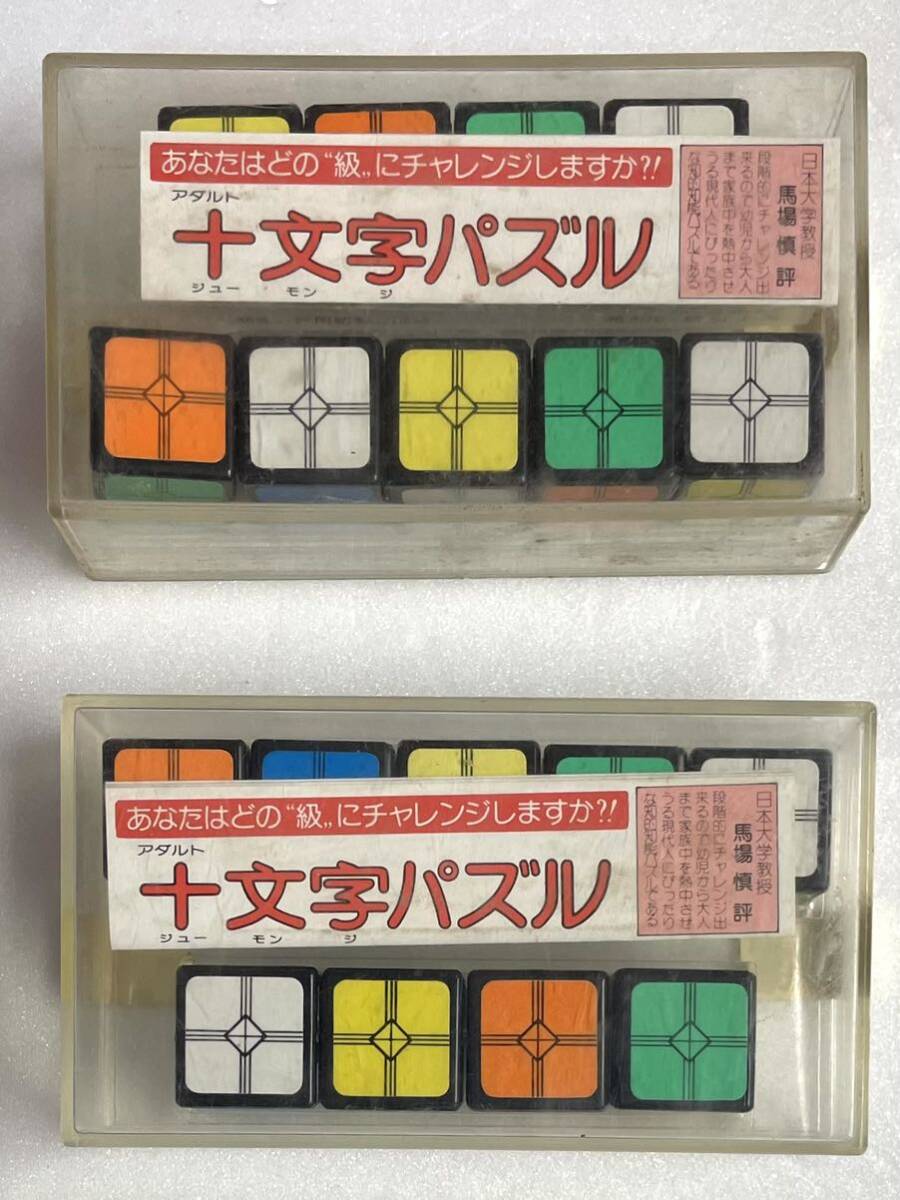 あなたはどの“級„にチャレンジしますか?!
アダルト
十文字パズル
ジュー モン ジ
日本大学教授
馬場慎評
段階的にチャレンジ出
来るので幼児から大人
まで家族中を熱中させ
うる現代人にぴったり
な知的知能パズルである
あなたはどの“級„にチャレンジしますか?!
アダルト
十文字パズル
ジュー モン ジ
日本大学教授
馬場慎評
段階的にチャレンジ出
来るので幼児から大人
まで家族中を熱中させ
うる現代人にぴったり
な知的知能パズルである